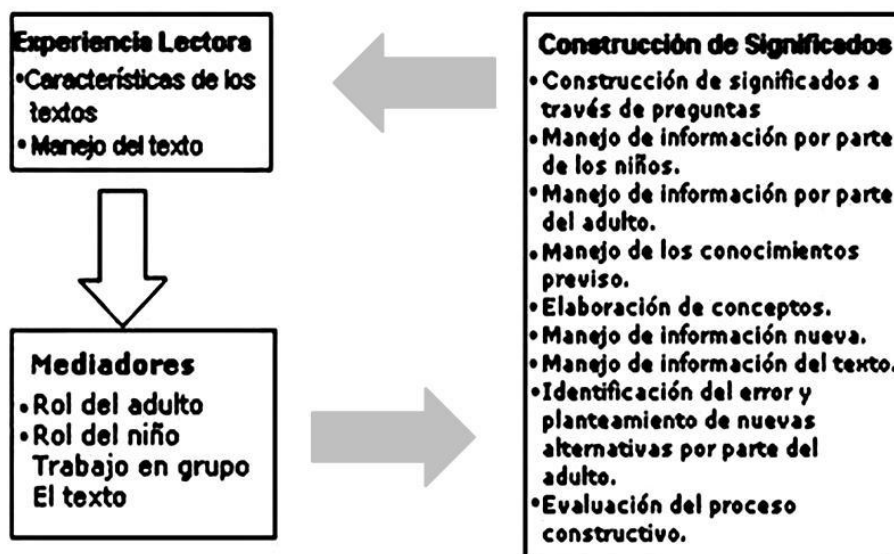 Experiencia Lectora
•Características de los
textos
• Manejo del texto
Mediadores
• Rol del adulto
• Rol del niño
Trabajo en grupo
El texto
Construcción de Significados
• Construcción de significados a
través de preguntas
• Manejo de información por parte
de los niños.
• Manejo de información por parte
del adulto.
• Manejo de los conocimientos
previso.
• Elaboración de conceptos.
• Manejo de información nueva.
• Manejo de información del texto.
• Identificación del error y
planteamiento de nuevas
alternativas por parte del
adulto.
• Evaluación del proceso
constructivo.